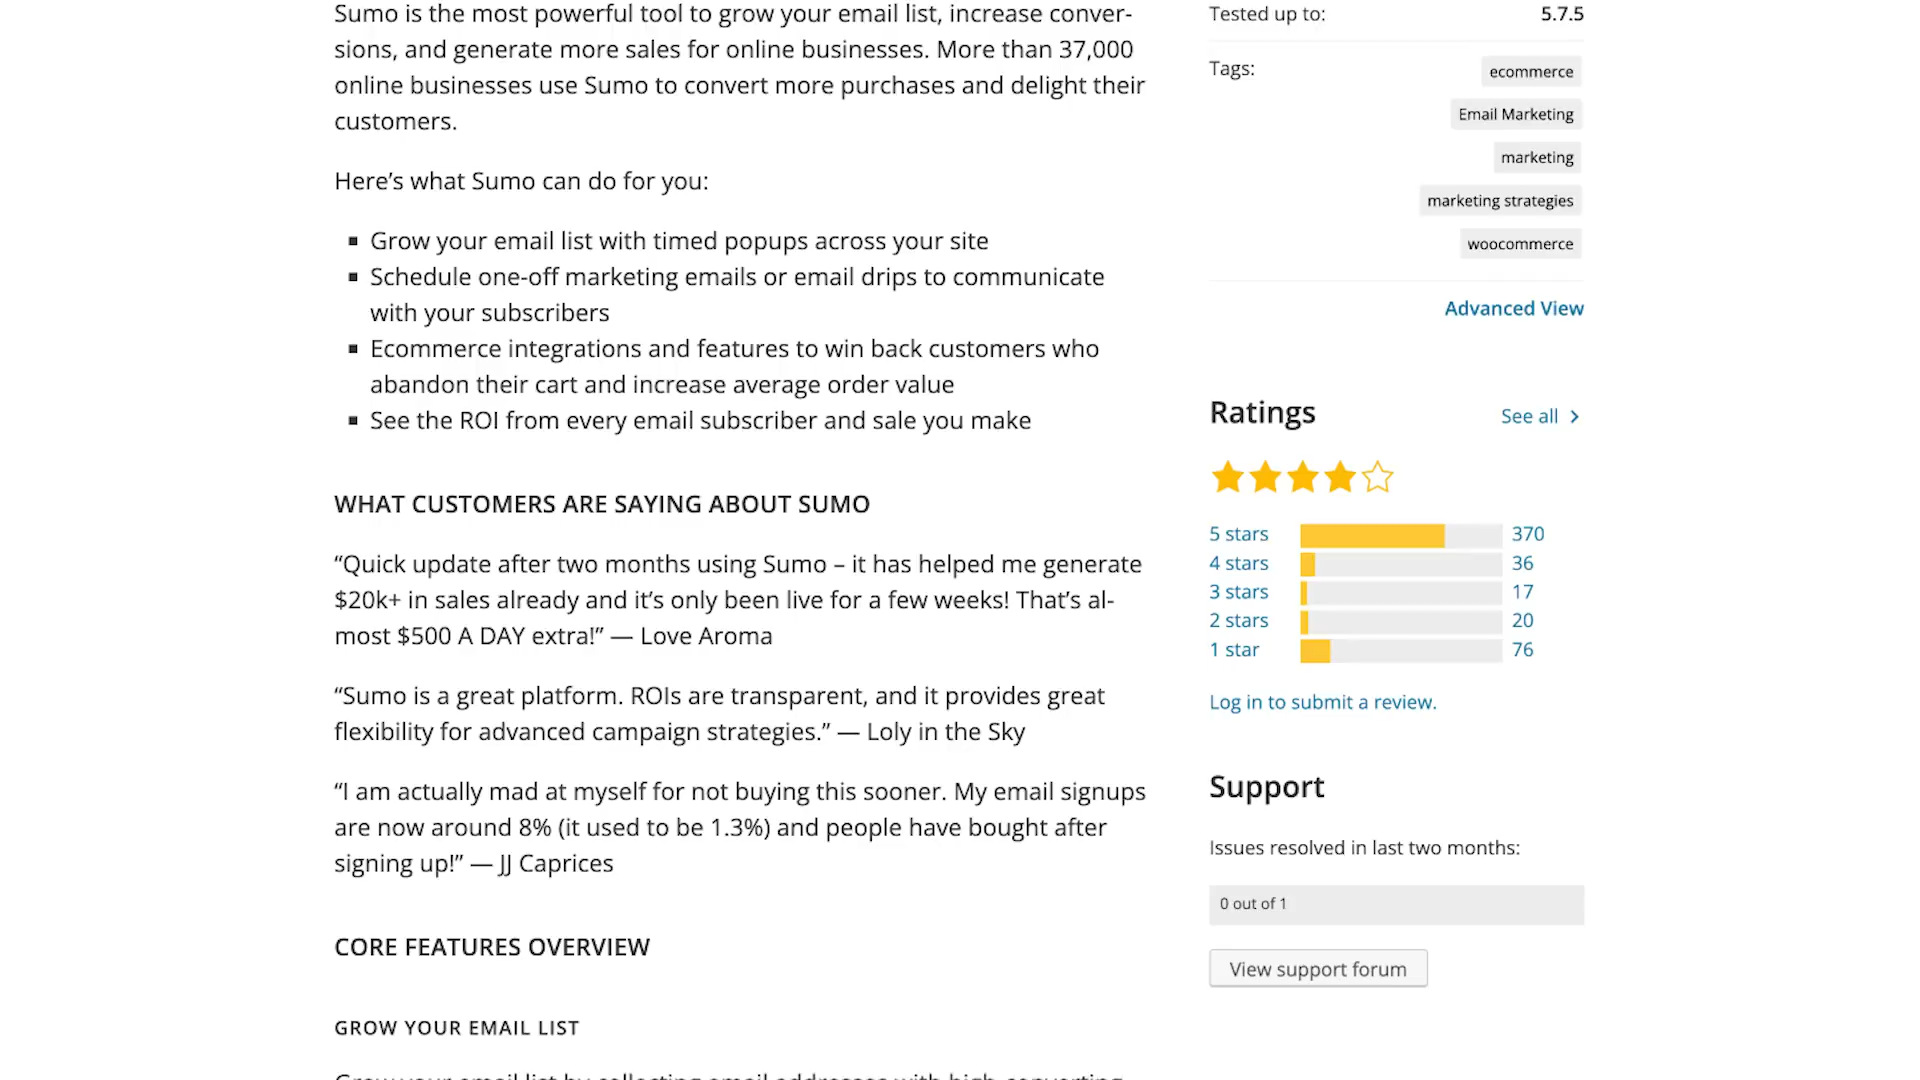 Sumo is the most powerful tool to grow your email list, increase conver-
sions, and generate more sales for online businesses. More than 37,000
online businesses use Sumo to convert more purchases and delight their
customers.
Here’s what Sumo can do for you:
Grow your email list with timed popups across your site
Schedule one-off marketing emails or email drips to communicate
with your subscribers
Ecommerce integrations and features to win back customers who
abandon their cart and increase average order value
See the ROI from every email subscriber and sale you make
WHAT CUSTOMERS ARE SAYING ABOUT SUMO
“Quick update after two months using Sumo – it has helped me generate
$20k+ in sales already and it’s only been live for a few weeks! That’s al-
most $500 A DAY extra!” — Love Aroma
“Sumo is a great platform. ROIs are transparent, and it provides great
flexibility for advanced campaign strategies.” — Loly in the Sky
“I am actually mad at myself for not buying this sooner. My email signups
are now around 8% (it used to be 1.3%) and people have bought after
signing up!” — JJ Caprices
CORE FEATURES OVERVIEW
GROW YOUR EMAIL LIST
Grow your email list by collecting email addresses with high-converting
Tested up to: 5.7.5
Tags: ecommerce
Email Marketing
marketing
marketing strategies
woocommerce
Advanced View
Ratings See all
5 stars 370
4 stars 36
3 stars 17
2 stars 20
1 star 76
Log in to submit a review.
Support
Issues resolved in last two months:
0 out of 1
View support forum